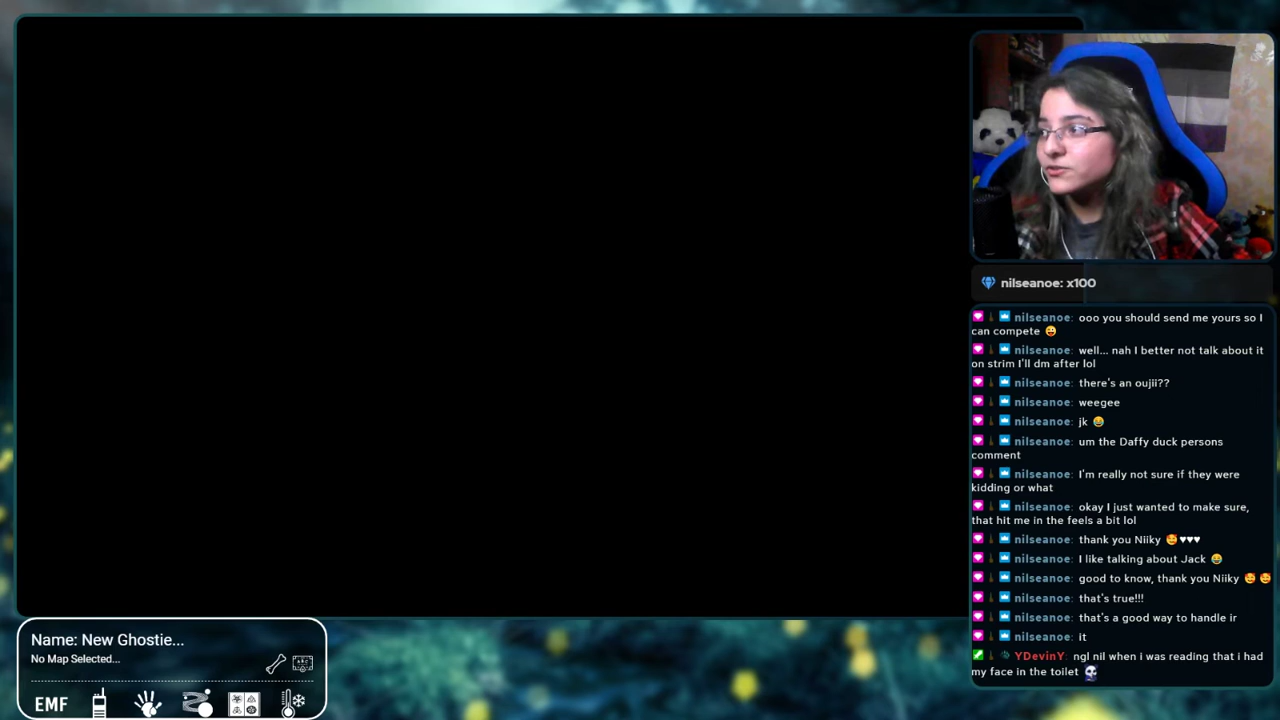 nilseanoe: x100
nilseanoe: ooo you should send me yours so I
can compete
nilseanoe: well... nah I better not talk about it
on strim I'll dm after lol
nilseanoe: there's an oujii??
nilseanoe: weegee
nilseanoe: jk
nilseanoe: um the Daffy duck persons
comment
nilseanoe: I'm really not sure if they were
kidding or what
nilseanoe: okay I just wanted to make sure,
that hit me in the feels a bit lol
nilseanoe: thank you Niiky 🥰♥♥♥
nilseanoe: I like talking about Jack
nilseanoe: good to know, thank you Niiky 🥰 🥰
nilseanoe: that's true!!!
nilseanoe: that's a good way to handle ir
nilseanoe: it
YDevinY: ngl nil when i was reading that i had
my face in the toilet
Name: New Ghostie...
No Map Selected...
EMF